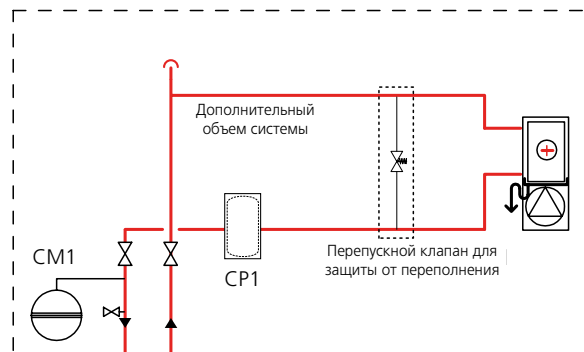 Дополнительный
объем системы
CM1
CP1
Перепускной клапан для
защиты от переполнения